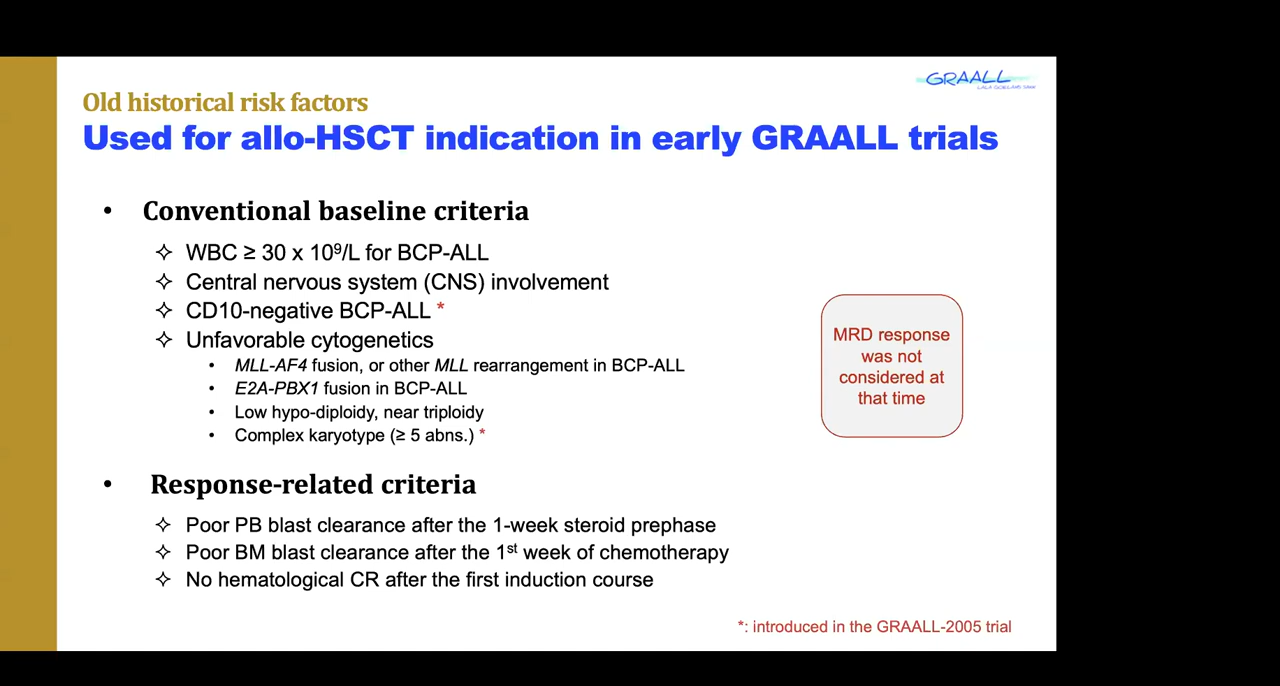 GRAALL
Old historical risk factors
Used for allo-HSCT indication in early GRAALL trials
• Conventional baseline criteria
✧ WBC ≥ 30 x 10⁹/L for BCP-ALL
✧ Central nervous system (CNS) involvement
✧ CD10-negative BCP-ALL *
✧ Unfavorable cytogenetics
• MLL-AF4 fusion, or other MLL rearrangement in BCP-ALL
• E2A-PBX1 fusion in BCP-ALL
• Low hypo-diploidy, near triploidy
• Complex karyotype (≥ 5 abns.) *
MRD response
was not
considered at
that time
• Response-related criteria
✧ Poor PB blast clearance after the 1-week steroid prephase
✧ Poor BM blast clearance after the 1st week of chemotherapy
✧ No hematological CR after the first induction course
*: introduced in the GRAALL-2005 trial